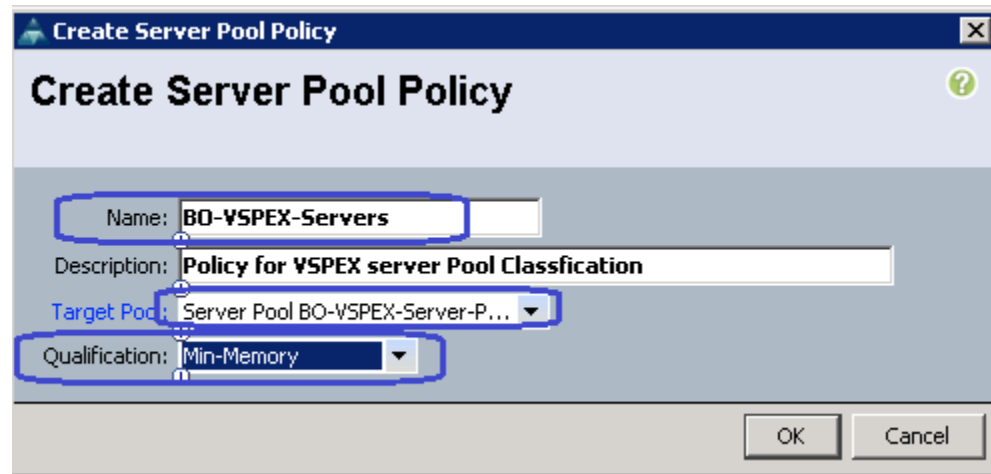 Create Server Pool Policy
Create Server Pool Policy
Name: BO-VSPEX-Servers
Description: Policy for VSPEX server Pool Classfication
Target Pool: Server Pool BO-VSPEX-Server-P...
Qualification: Min-Memory
OK Cancel